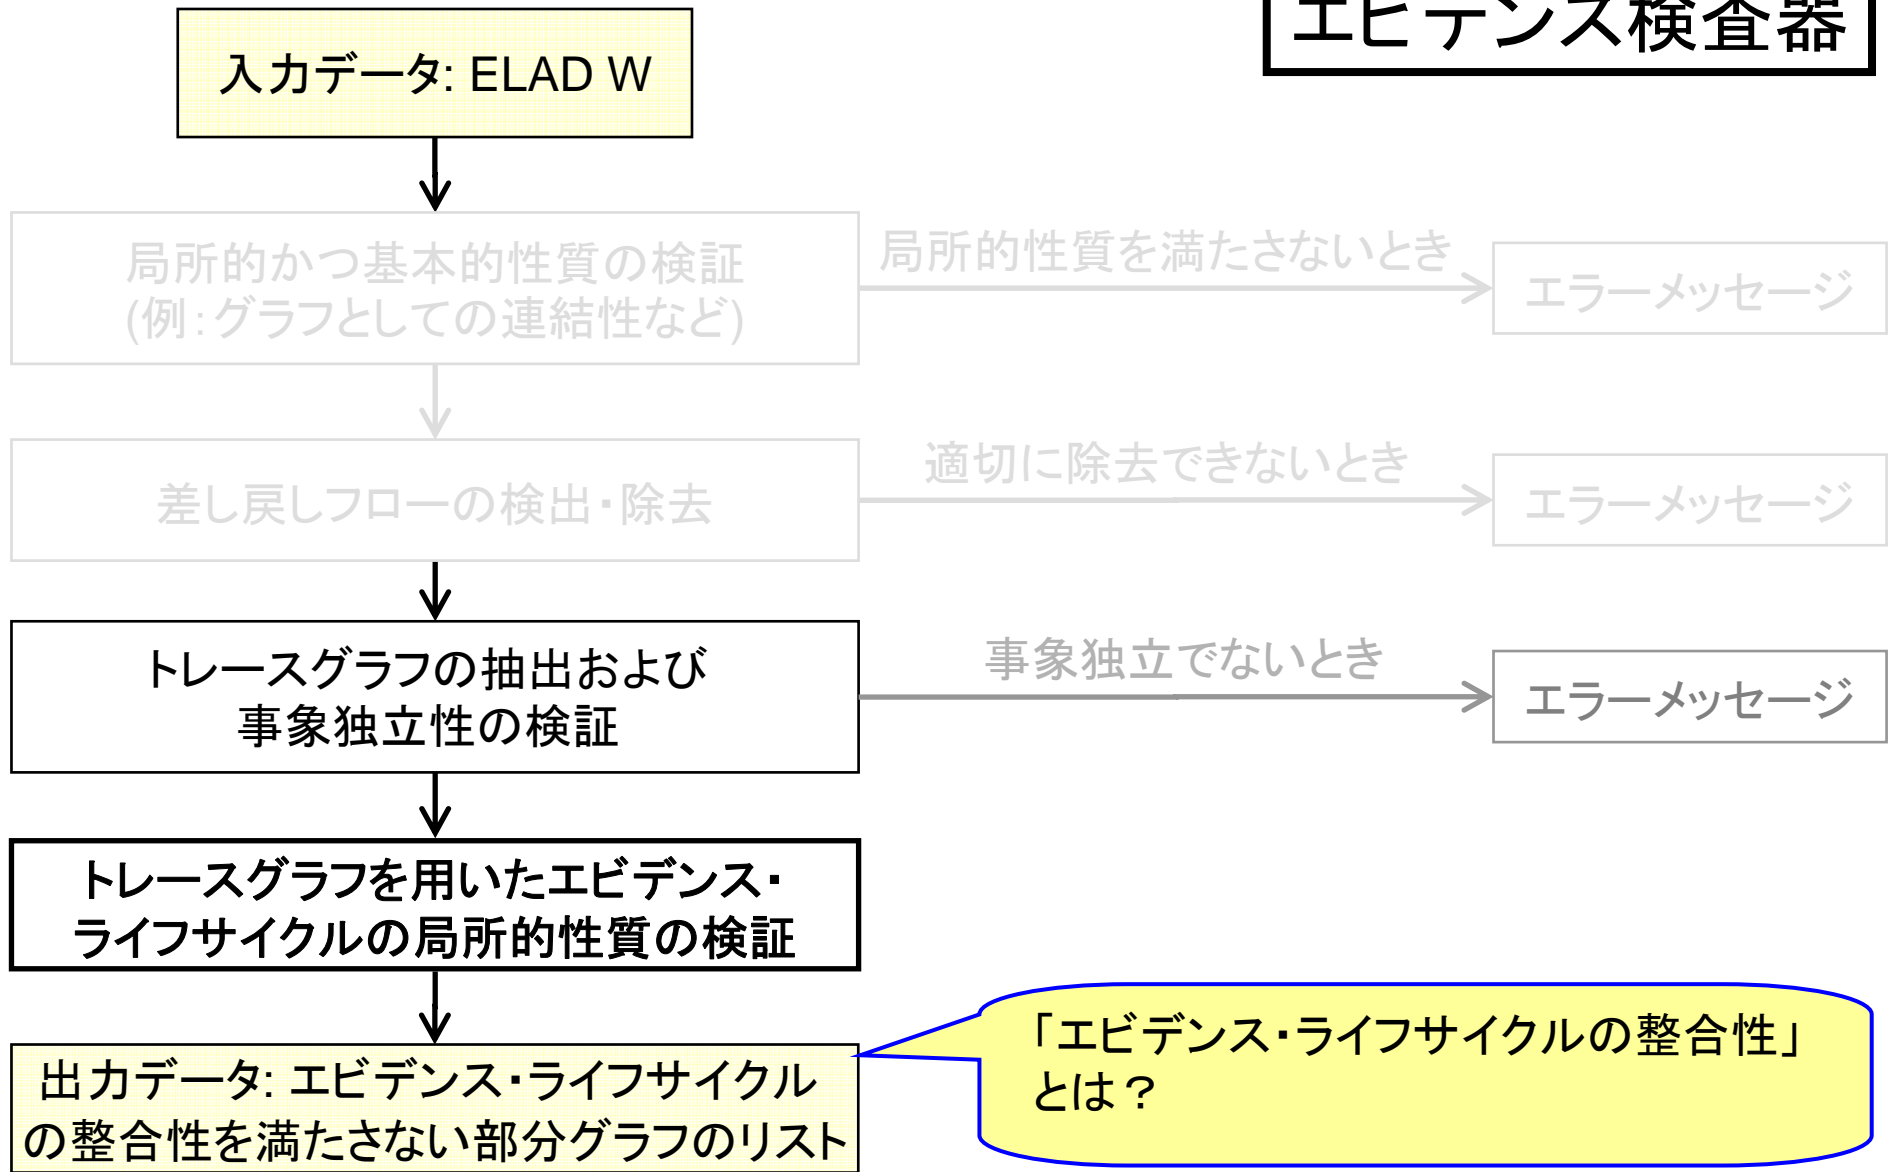 エビデンス検査器
入力データ: ELAD W
局所的かつ基本的性質の検証
(例：グラフとしての連結性など)
局所的性質を満たさないとき
エラーメッセージ
差し戻しフローの検出・除去
適切に除去できないとき
エラーメッセージ
トレースグラフの抽出および
事象独立性の検証
事象独立でないとき
エラーメッセージ
トレースグラフを用いたエビデンス・
ライフサイクルの局所的性質の検証
出力データ: エビデンス・ライフサイクル
の整合性を満たさない部分グラフのリスト
「エビデンス・ライフサイクルの整合性」
とは？